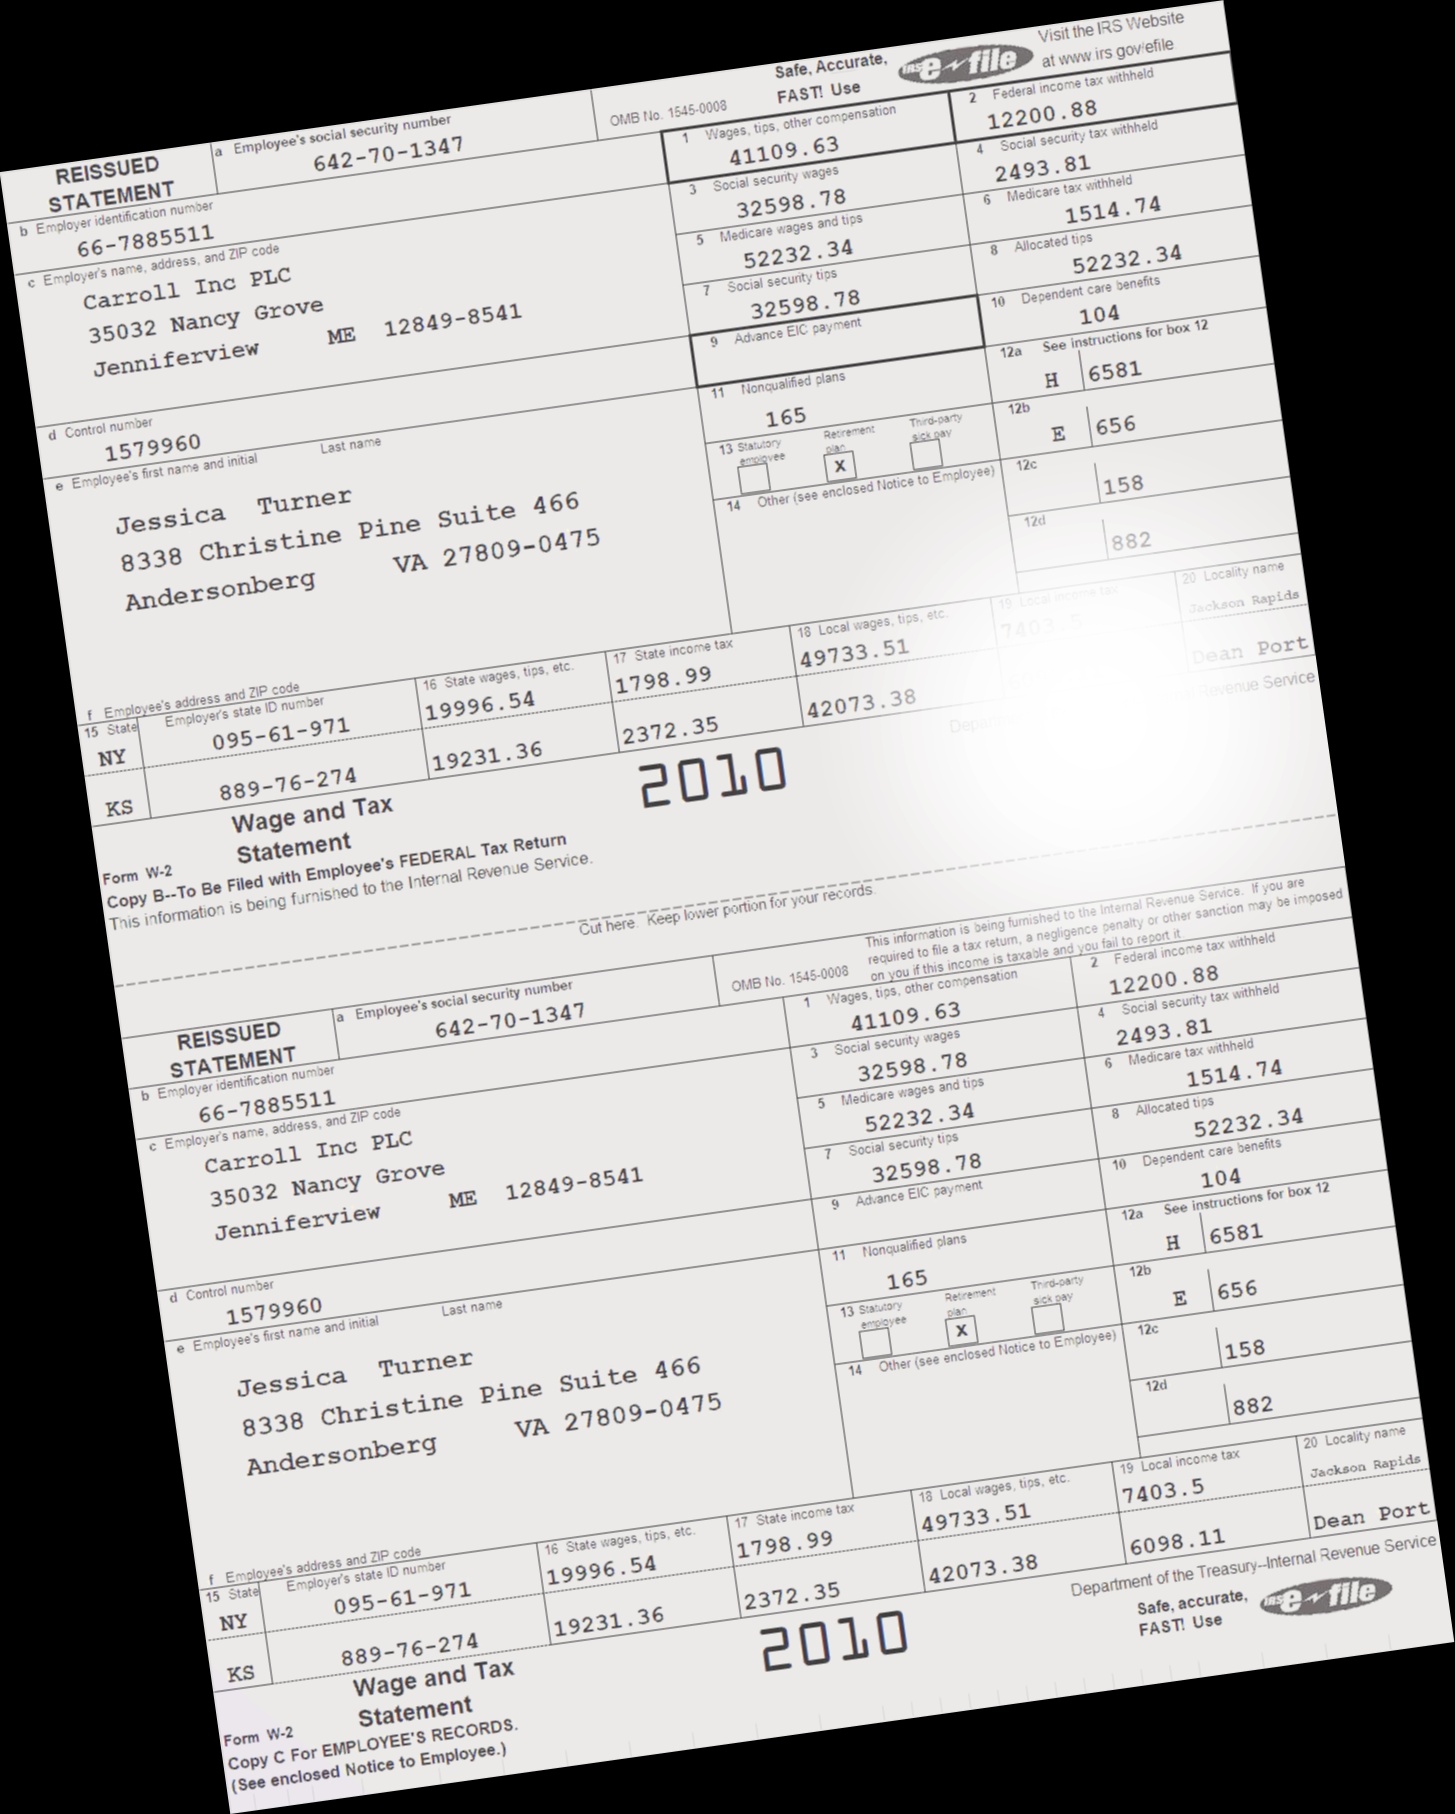 Safe, Accurate,
FAST! Use
IRS e-file
Visit the IRS Website
at www irs gov/efile
REISSUED
STATEMENT
a Employee's social security number
642-70-1347
OMB No. 1545-0008
1 Wages, tips, other compensation
41109.63
2 Federal income tax withheld
12200.88
b Employer identification number
66-7885511
3 Social security wages
32598.78
4 Social security tax withheld
2493.81
c Employer's name, address, and ZIP code
Carroll Inc PLC
35032 Nancy Grove
Jenniferview ME 12849-8541
5 Medicare wages and tips
52232.34
6 Medicare tax withheld
1514.74
7 Social security tips
32598.78
8 Allocated tips
52232.34
9 Advance EIC payment
10 Dependent care benefits
104
d Control number
1579960
11 Nonqualified plans
165
12a See instructions for box 12
H 6581
e Employee's first name and initial Last name
Jessica Turner
8338 Christine Pine Suite 466
Andersonberg VA 27809-0475
13 Statutory employee
Retirement plan
X
Third-party sick pay
12b
E 656
14 Other (see enclosed Notice to Employee)
12c
158
12d
882
f Employee's address and ZIP code
15 State Employer's state ID number
16 State wages, tips, etc.
17 State income tax
18 Local wages, tips, etc.
19 Local income tax
20 Locality name
NY 095-61-971 19996.54 1798.99 49733.51 7403.5 Jackson Rapids
KS 889-76-274 19231.36 2372.35 42073.38 Dean Port
Wage and Tax
Statement
2010
Revenue Service
Form W-2
Copy B--To Be Filed with Employee's FEDERAL Tax Return
This information is being furnished to the Internal Revenue Service.
Cut here. Keep lower portion for your records.
This information is being furnished to the Internal Revenue Service. If you are
required to file a tax return, a negligence penalty or other sanction may be imposed
on you if this income is taxable and you fail to report it.
REISSUED
STATEMENT
a Employee's social security number
642-70-1347
OMB No. 1545-0008
1 Wages, tips, other compensation
41109.63
2 Federal income tax withheld
12200.88
b Employer identification number
66-7885511
3 Social security wages
32598.78
4 Social security tax withheld
2493.81
c Employer's name, address, and ZIP code
Carroll Inc PLC
35032 Nancy Grove
Jenniferview ME 12849-8541
5 Medicare wages and tips
52232.34
6 Medicare tax withheld
1514.74
7 Social security tips
32598.78
8 Allocated tips
52232.34
9 Advance EIC payment
10 Dependent care benefits
104
d Control number
1579960
11 Nonqualified plans
165
12a See instructions for box 12
H 6581
e Employee's first name and initial Last name
Jessica Turner
8338 Christine Pine Suite 466
Andersonberg VA 27809-0475
13 Statutory employee
Retirement plan
X
Third-party sick pay
12b
E 656
14 Other (see enclosed Notice to Employee)
12c
158
12d
882
f Employee's address and ZIP code
15 State Employer's state ID number
16 State wages, tips, etc.
17 State income tax
18 Local wages, tips, etc.
19 Local income tax
20 Locality name
NY 095-61-971 19996.54 1798.99 49733.51 7403.5 Jackson Rapids
KS 889-76-274 19231.36 2372.35 42073.38 6098.11 Dean Port
Wage and Tax
Statement
2010
Department of the Treasury--Internal Revenue Service
Safe, accurate,
FAST! Use
IRS e-file
Form W-2
Copy C For EMPLOYEE'S RECORDS.
(See enclosed Notice to Employee.)